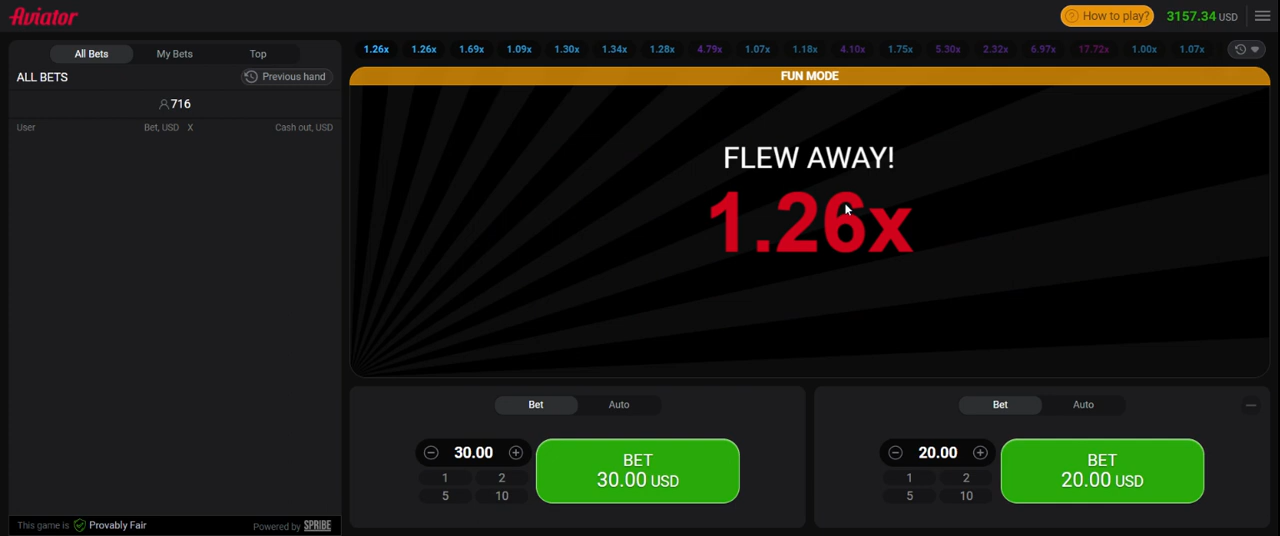 Aviator
How to play?
3157.34 USD
All Bets
My Bets
Top
ALL BETS
Previous hand
716
User
Bet, USD X
Cash out, USD
1.26x 1.26x 1.69x 1.09x 1.30x 1.34x 1.28x 4.79x 1.07x 1.18x 4.10x 1.75x 5.30x 2.32x 6.97x 17.72x 1.00x 1.07x
FUN MODE
FLEW AWAY!
1.26x
Bet
Auto
30.00
1 2
5 10
BET
30.00 USD
Bet
Auto
20.00
1 2
5 10
BET
20.00 USD
This game is Provably Fair
Powered by SPRIBE